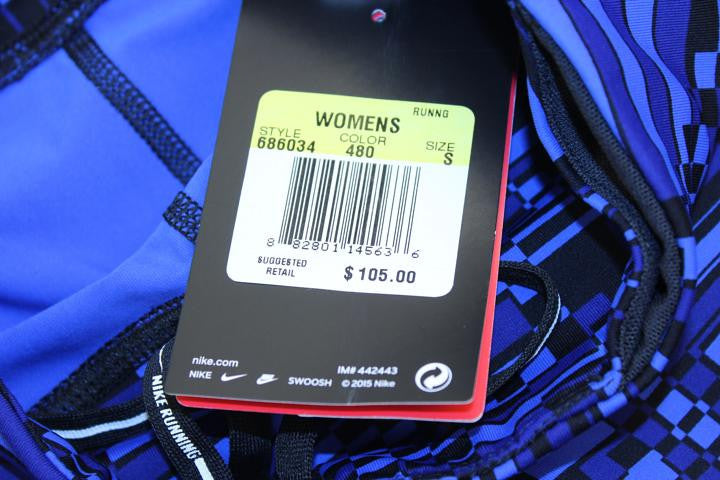 RUNNG
WOMENS
STYLE COLOR SIZE
686034 480 S
8 82801 14563 6
SUGGESTED
RETAIL $105.00
nike.com
NIKE SWOOSH © 2015 Nike
IM# 442443
NIKE RUNNING